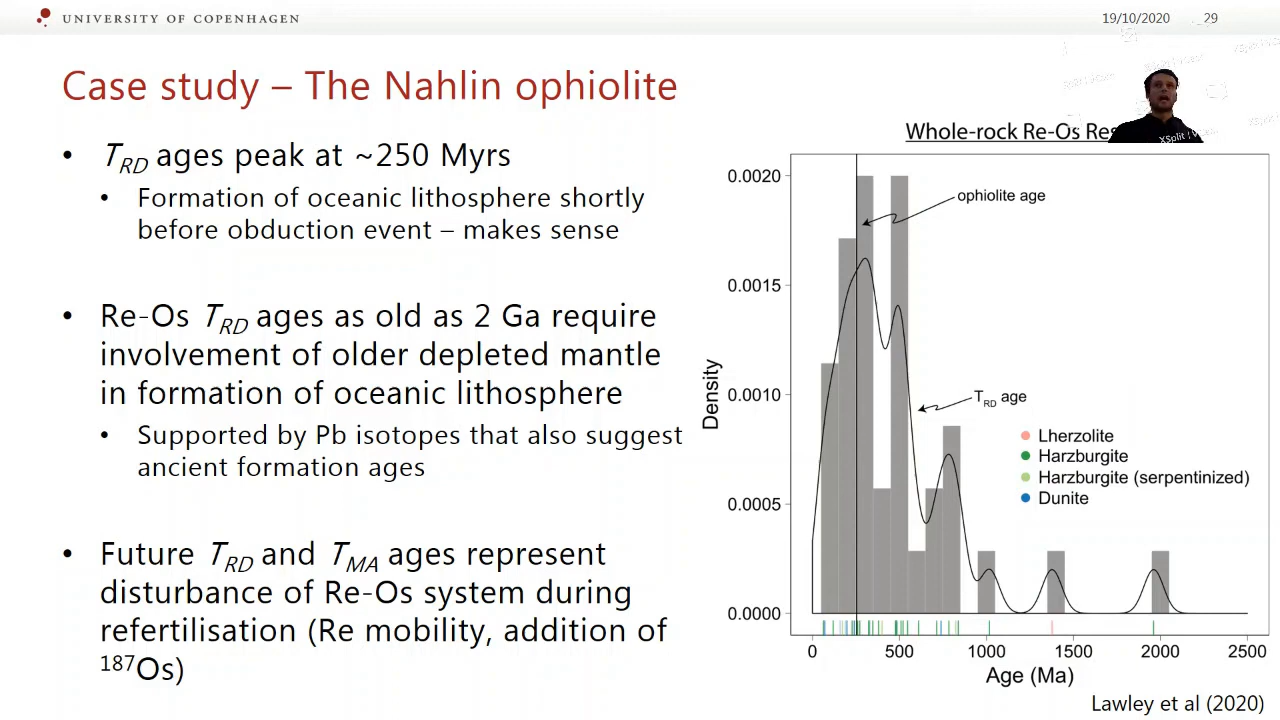 UNIVERSITY OF COPENHAGEN
19/10/2020
29
Case study – The Nahlin ophiolite
• TRD ages peak at ~250 Myrs
• Formation of oceanic lithosphere shortly
before obduction event – makes sense
• Re-Os TRD ages as old as 2 Ga require
involvement of older depleted mantle
in formation of oceanic lithosphere
• Supported by Pb isotopes that also suggest
ancient formation ages
• Future TRD and TMA ages represent
disturbance of Re-Os system during
refertilisation (Re mobility, addition of
187Os)
Whole-rock Re-Os
ophiolite age
TRD age
Lherzolite
Harzburgite
Harzburgite (serpentinized)
Dunite
Density
0.0020
0.0015
0.0010
0.0005
0.0000
0 500 1000 1500 2000 2500
Age (Ma)
Lawley et al (2020)